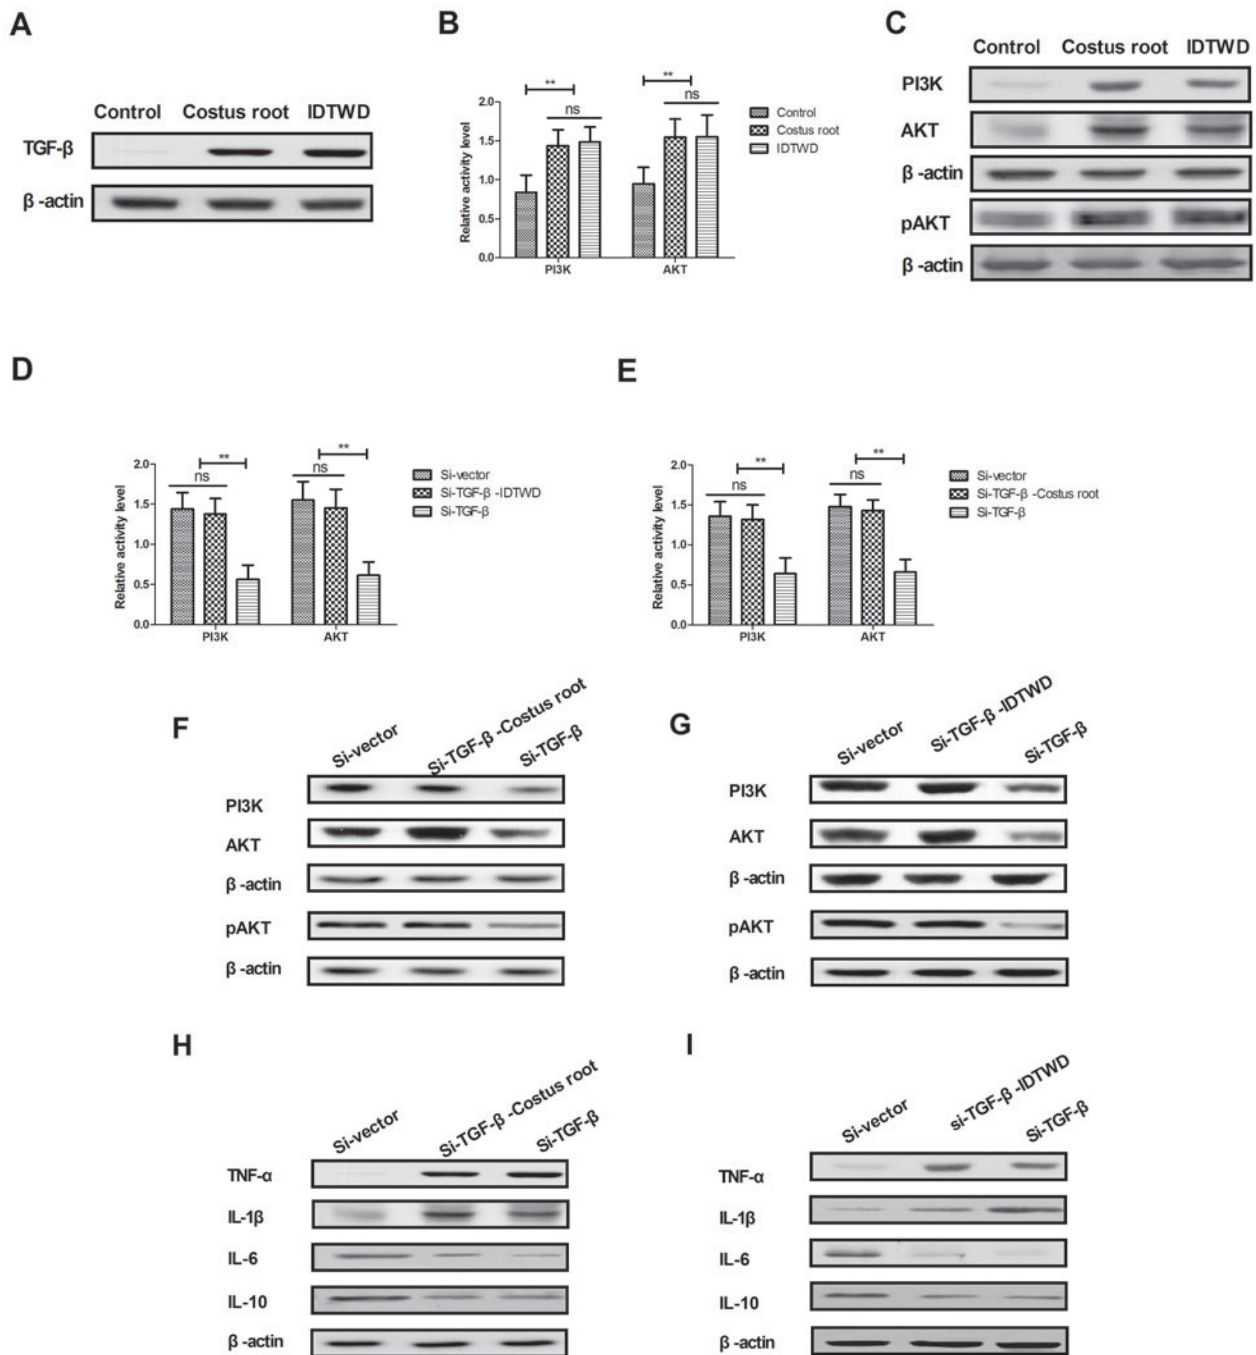 A
Control Costus root IDTWD
TGF-β
β -actin
B
** **
ns ns
2.0
1.5
1.0
0.5
0.0
Relative activity level
PI3K AKT
Control
Costus root
IDTWD
C
Control Costus root IDTWD
PI3K
AKT
β -actin
pAKT
β -actin
D
** **
ns ns
2.0
1.5
1.0
0.5
0.0
Relative activity level
PI3K AKT
Si-vector
Si-TGF-β -IDTWD
Si-TGF-β
E
** **
ns ns
2.0
1.5
1.0
0.5
0.0
Relative activity level
PI3K AKT
Si-vector
Si-TGF-β -Costus root
Si-TGF-β
F
Si-vector Si-TGF-β -Costus root Si-TGF-β
PI3K
AKT
β -actin
pAKT
β -actin
G
Si-vector Si-TGF-β -IDTWD Si-TGF-β
PI3K
AKT
β -actin
pAKT
β -actin
H
Si-vector Si-TGF-β -Costus root Si-TGF-β
TNF-α
IL-1β
IL-6
IL-10
β -actin
I
Si-vector si-TGF-β -IDTWD Si-TGF-β
TNF-α
IL-1β
IL-6
IL-10
β -actin